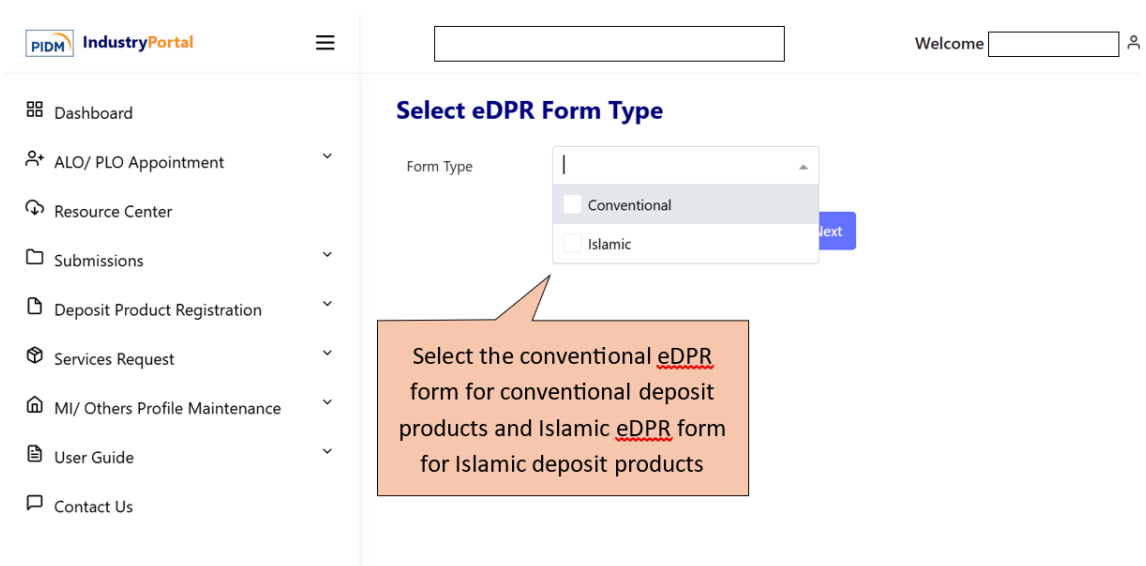 PIDM IndustryPortal
Welcome
Dashboard
ALO/ PLO Appointment
Resource Center
Submissions
Deposit Product Registration
Services Request
MI/ Others Profile Maintenance
User Guide
Contact Us
Select eDPR Form Type
Form Type
Conventional
Islamic
Next
Select the conventional eDPR
form for conventional deposit
products and Islamic eDPR form
for Islamic deposit products